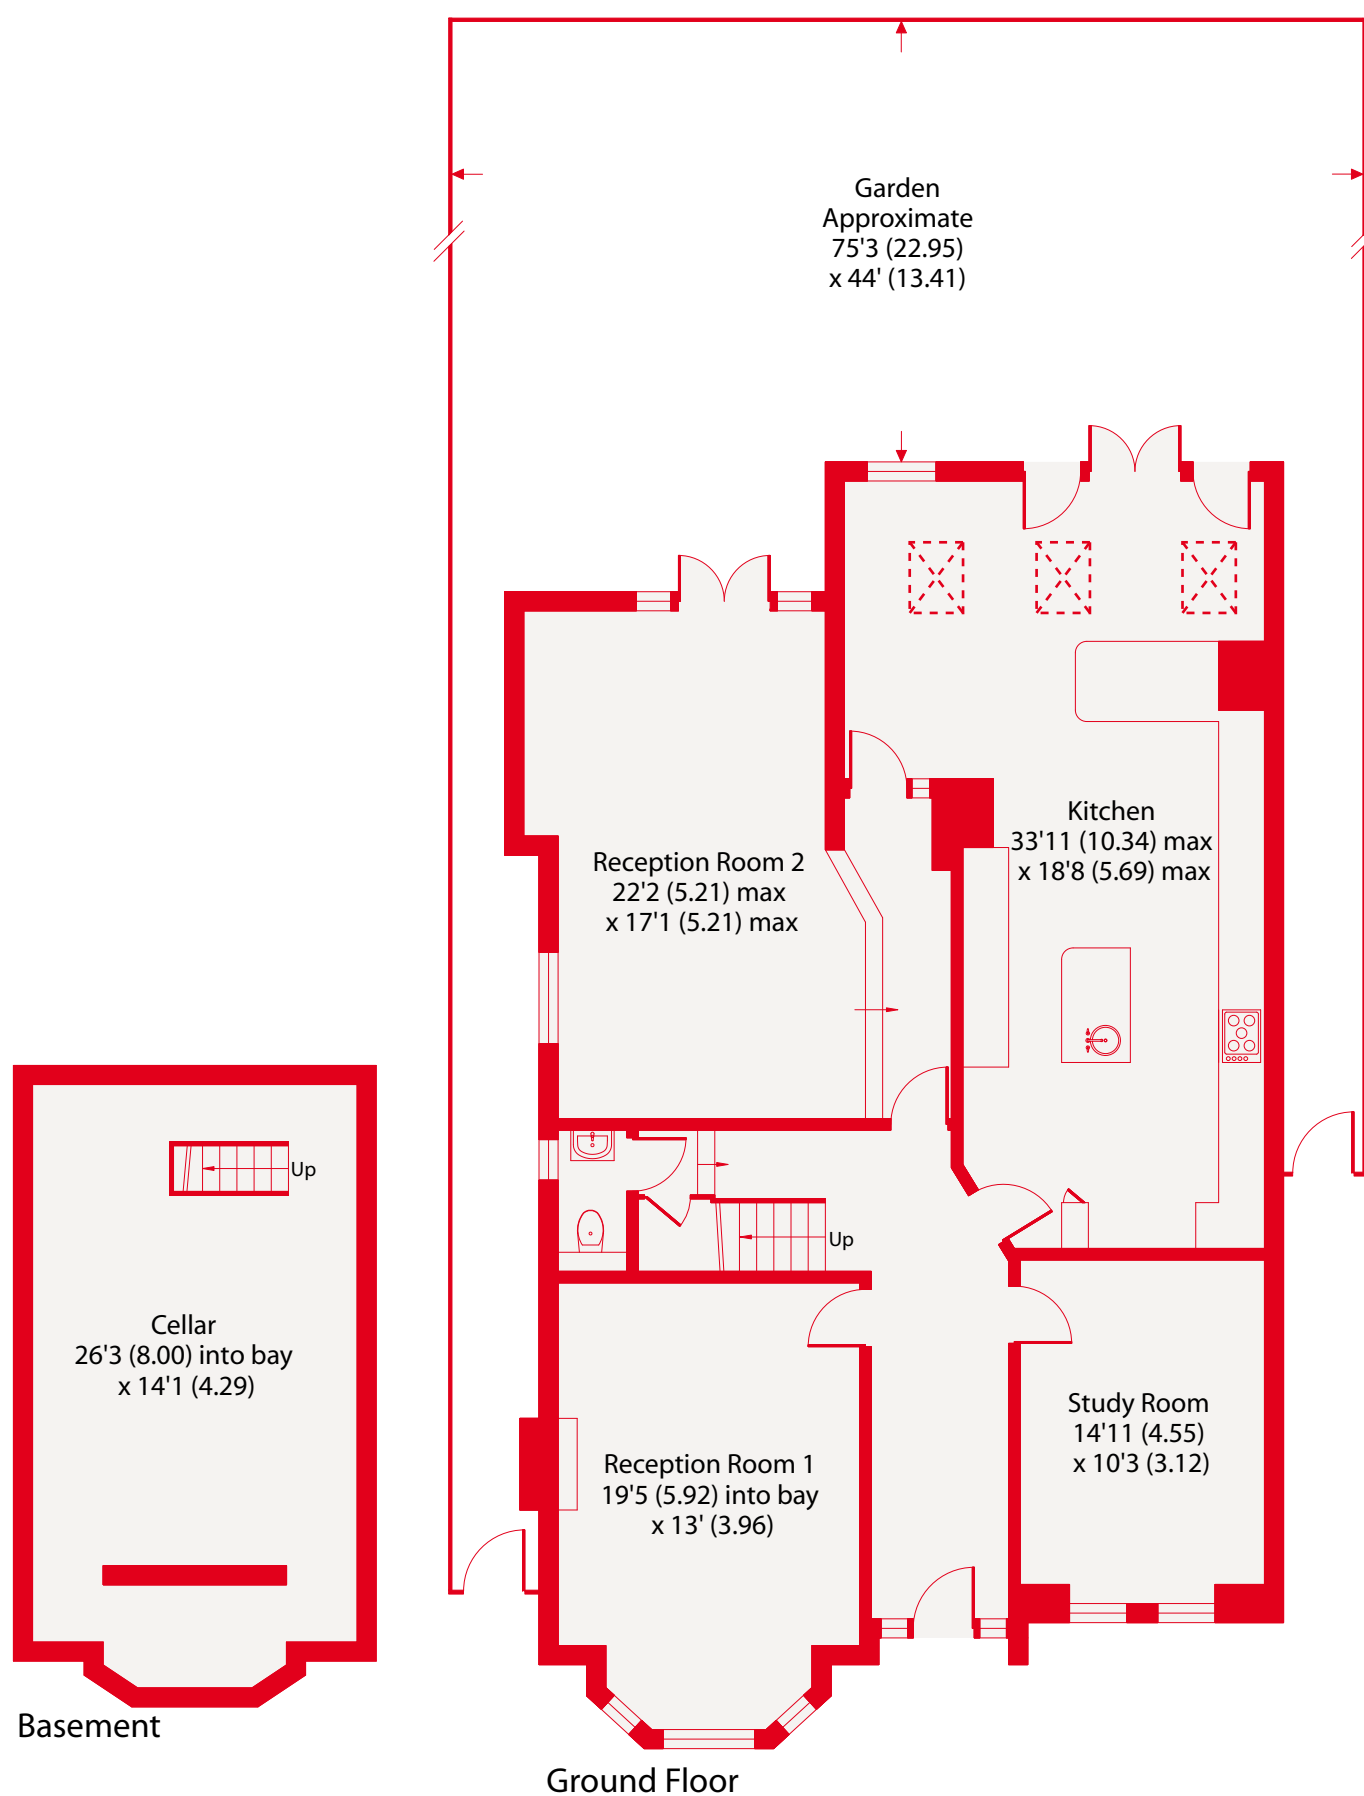 Garden
Approximate
75'3 (22.95)
x 44' (13.41)
Kitchen
33'11 (10.34) max
x 18'8 (5.69) max
Reception Room 2
22'2 (5.21) max
x 17'1 (5.21) max
Up
Up
Cellar
26'3 (8.00) into bay
x 14'1 (4.29)
Study Room
14'11 (4.55)
x 10'3 (3.12)
Reception Room 1
19'5 (5.92) into bay
x 13' (3.96)
Basement
Ground Floor